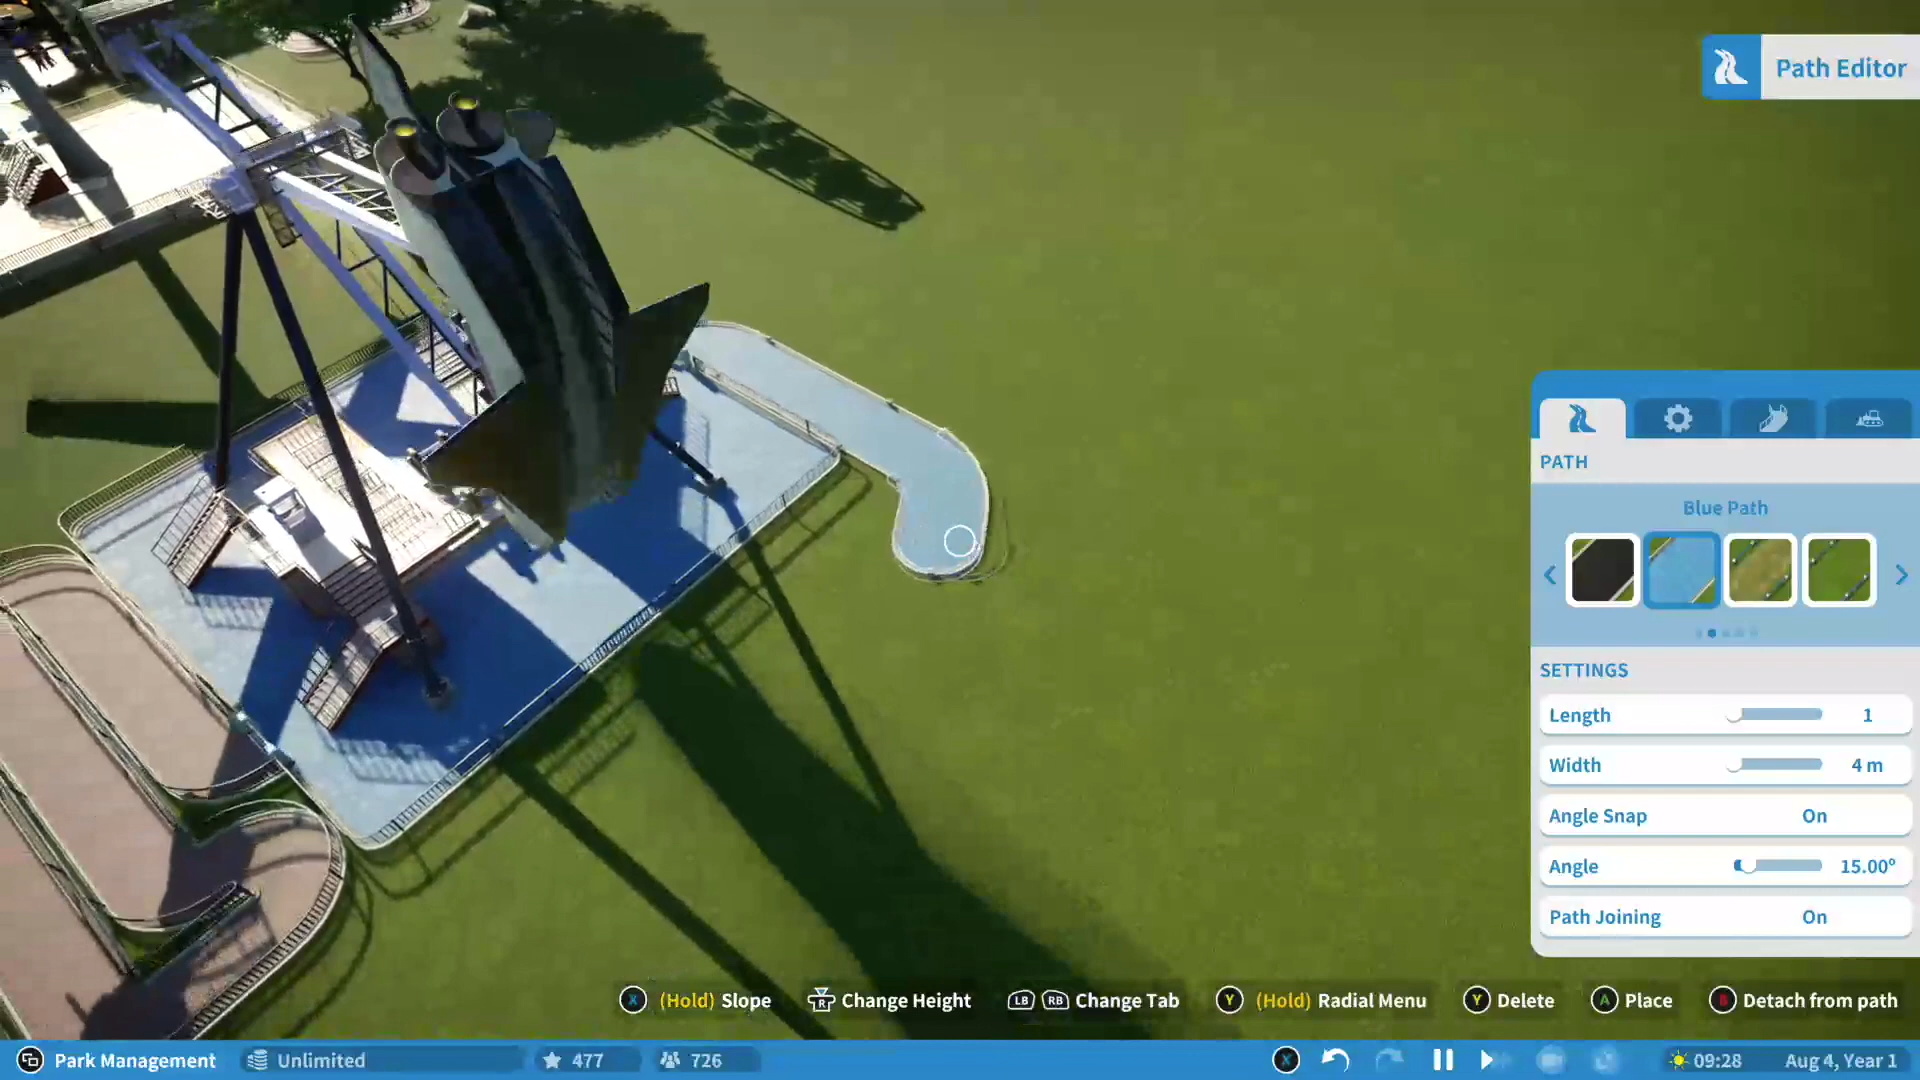 Path Editor
PATH
Blue Path
SETTINGS
Length 1
Width 4 m
Angle Snap On
Angle 15.00º
Path Joining On
X (Hold) Slope R Change Height LB RB Change Tab Y (Hold) Radial Menu Y Delete A Place B Detach from path
Park Management Unlimited 477 726 X 09:28 Aug 4, Year 1